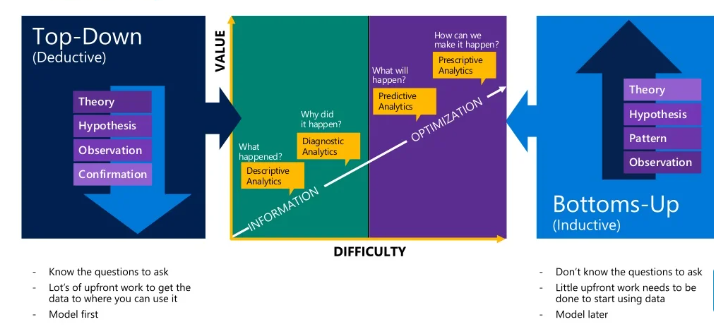 Top-Down
(Deductive)
Theory
Hypothesis
Observation
Confirmation
VALUE
What
happened?
Descriptive
Analytics
Why did
it happen?
Diagnostic
Analytics
What will
happen?
Predictive
Analytics
How can we
make it happen?
Prescriptive
Analytics
INFORMATION
OPTIMIZATION
DIFFICULTY
Theory
Hypothesis
Pattern
Observation
Bottoms-Up
(Inductive)
- Know the questions to ask
- Lot's of upfront work to get the
data to where you can use it
- Model first
- Don't know the questions to ask
- Little upfront work needs to be
done to start using data
- Model later